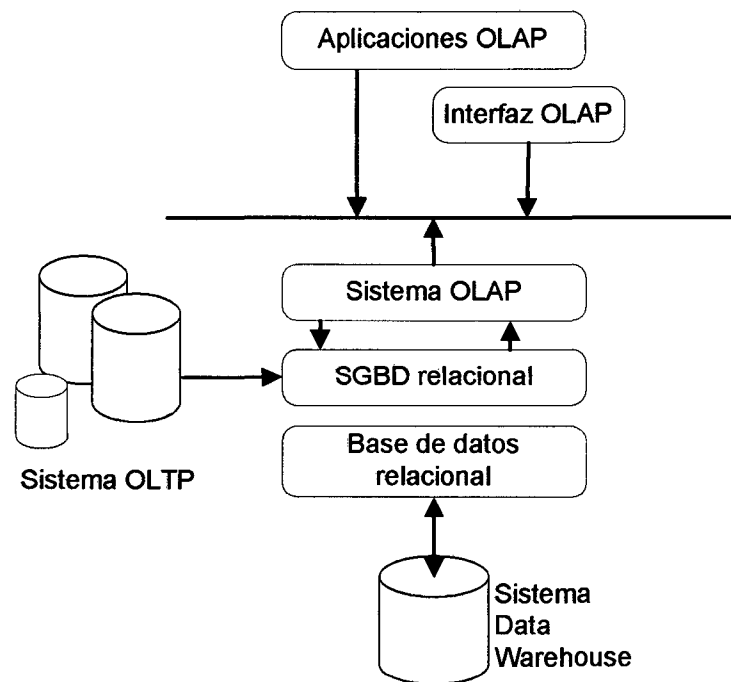 Aplicaciones OLAP
Interfaz OLAP
Sistema OLAP
SGBD relacional
Base de datos
relacional
Sistema OLTP
Sistema
Data
Warehouse